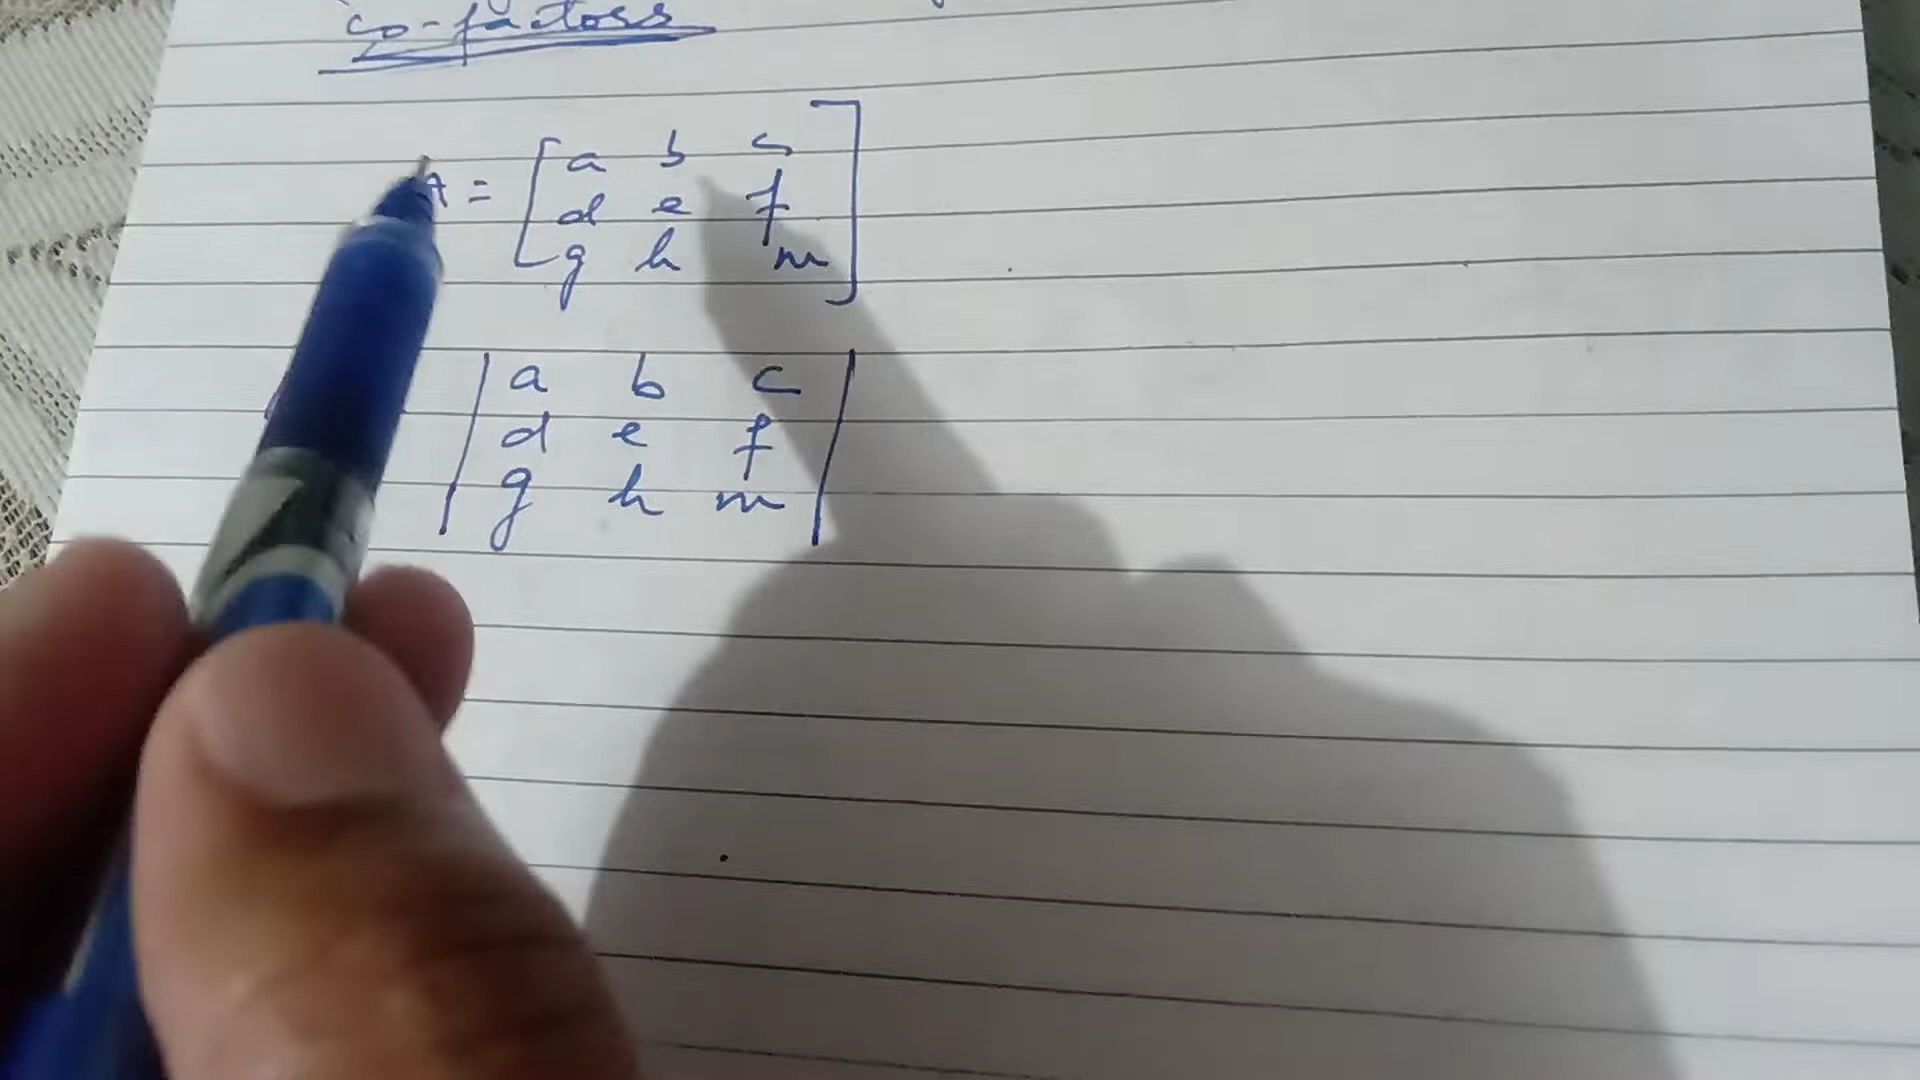 co-factors
A = [ a b c
d e f
g h m ]
| a b c |
| d e f |
| g h m |